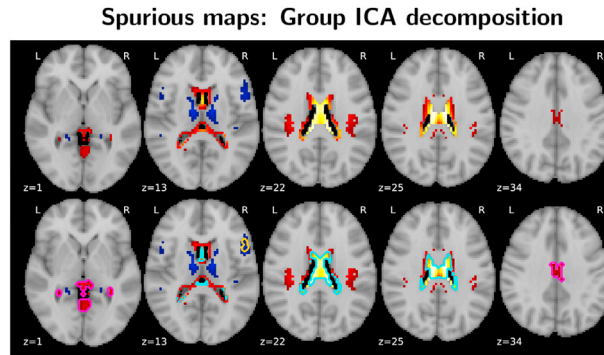 Spurious maps: Group ICA decomposition
L R L R L R L R L R
z=1 z=13 z=22 z=25 z=34
L R L R L R L R L R
z=1 z=13 z=22 z=25 z=34